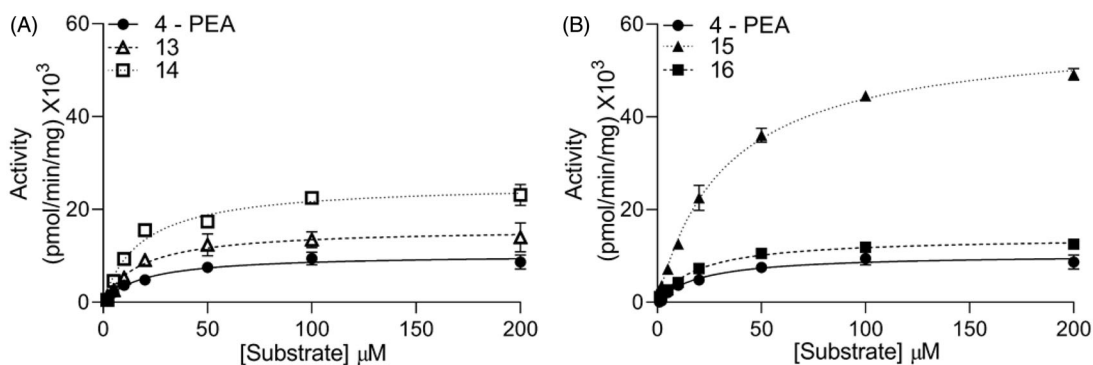 (A)
4 - PEA
13
14
Activity
(pmol/min/mg) X10³
60
40
20
0
0 50 100 150 200
[Substrate] µM
(B)
4 - PEA
15
16
Activity
(pmol/min/mg) X10³
60
40
20
0
0 50 100 150 200
[Substrate] µM